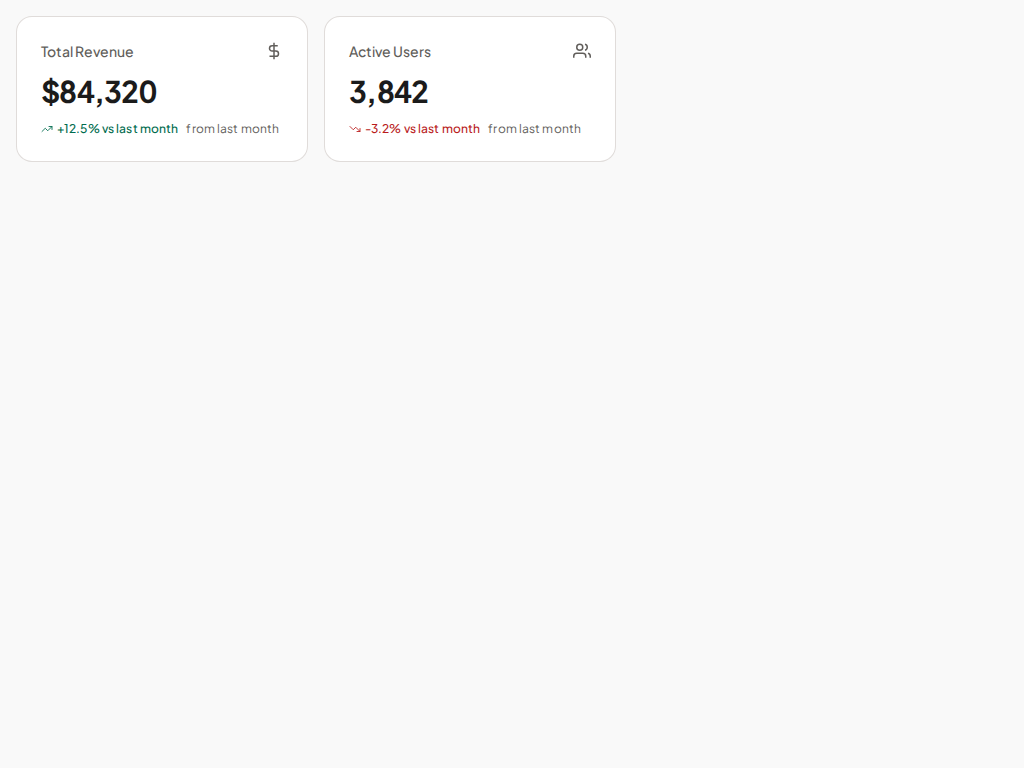 Total Revenue
$84,320
+12.5% vs last month from last month
Active Users
3,842
-3.2% vs last month from last month